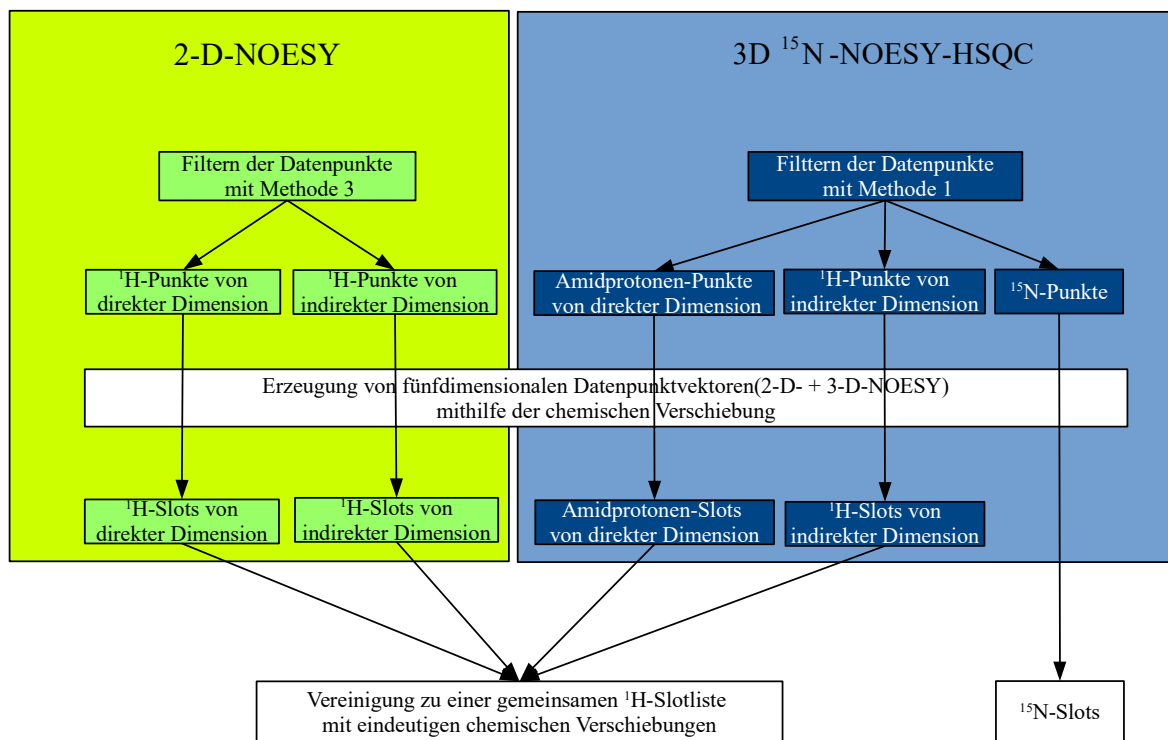 2-D-NOESY
3D ¹⁵N-NOESY-HSQC
Filtern der Datenpunkte
mit Methode 3
Filttern der Datenpunkte
mit Methode 1
¹H-Punkte von
direkter Dimension
¹H-Punkte von
indirekter Dimension
Amidprotonen-Punkte
von direkter Dimension
¹H-Punkte von
indirekter Dimension
¹⁵N-Punkte
Erzeugung von fünfdimensionalen Datenpunktvektoren(2-D- + 3-D-NOESY)
mithilfe der chemischen Verschiebung
¹H-Slots von
direkter Dimension
¹H-Slots von
indirekter Dimension
Amidprotonen-Slots
von direkter Dimension
¹H-Slots von
indirekter Dimension
Vereinigung zu einer gemeinsamen ¹H-Slotliste
mit eindeutigen chemischen Verschiebungen
¹⁵N-Slots